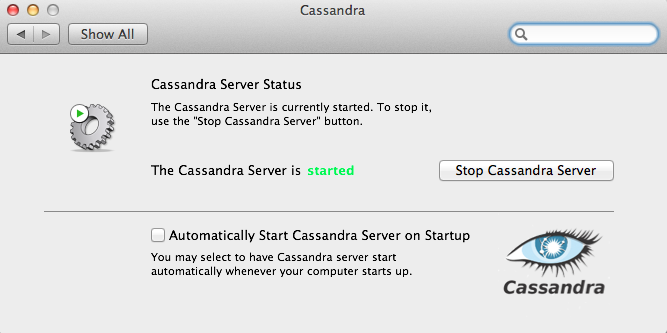 Cassandra
Show All
Cassandra Server Status
The Cassandra Server is currently started. To stop it,
use the "Stop Cassandra Server" button.
The Cassandra Server is started
Stop Cassandra Server
Automatically Start Cassandra Server on Startup
You may select to have Cassandra server start
automatically whenever your computer starts up.
Cassandra